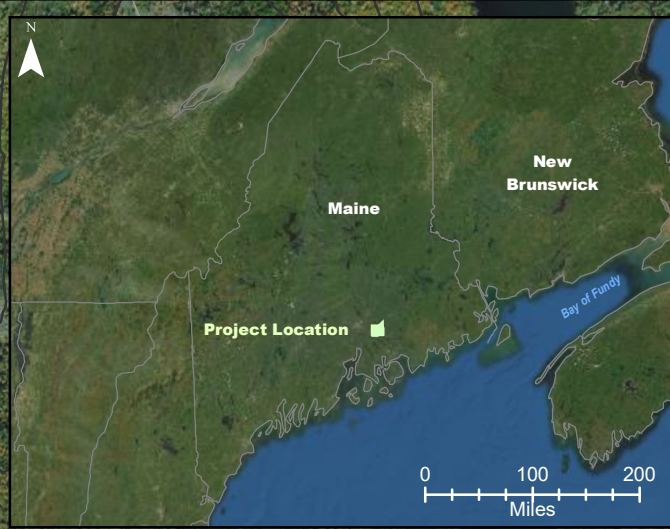 N
New
Brunswick
Maine
Bay of Fundy
Project Location
0 100 200
Miles